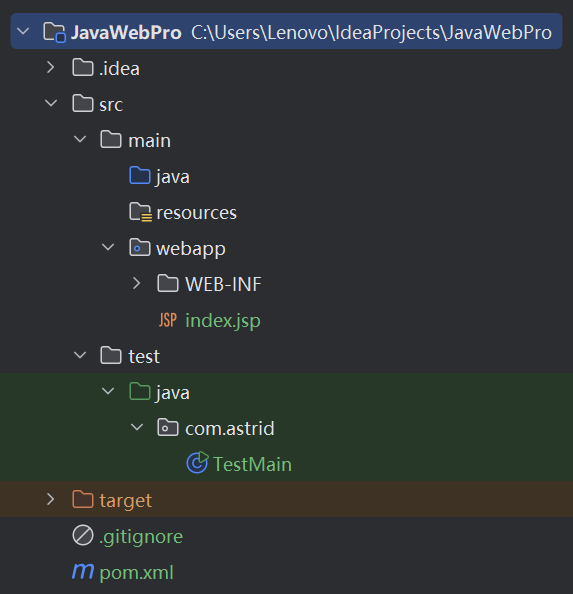 JavaWebPro C:\Users\Lenovo\IdeaProjects\JavaWebPro
.idea
src
main
java
resources
webapp
WEB-INF
JSP index.jsp
test
java
com.astrid
C TestMain
target
.gitignore
m pom.xml